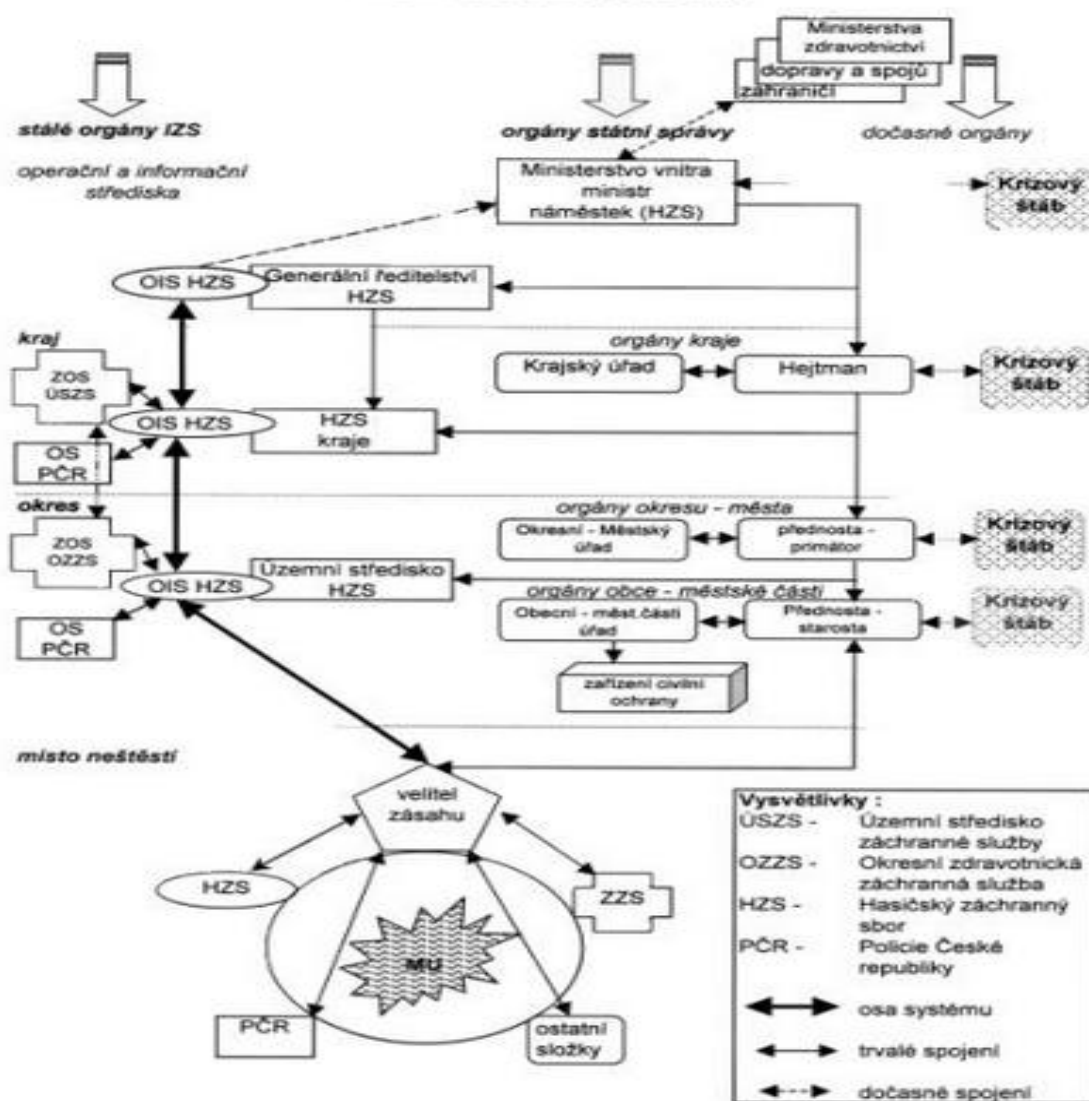 Ministerstva
zdravotnictví
dopravy a spojů
zahraničí
stálé orgány IZS
orgány státní správy
dočasné orgány
operační a informační
střediska
Ministerstvo vnitra
ministr
náměstek (HZS)
Krizový
štáb
OIS HZS
Generální ředitelství
HZS
kraj
orgány kraje
ZOS
ÚSZS
Krajský úřad
Hejtman
Krizový
štáb
OIS HZS
HZS
kraje
OS
PČR
okres
orgány okresu - města
ZOS
OZZS
Okresní - Městský
úřad
přednosta -
primátor
Krizový
štáb
OIS HZS
Územní středisko
HZS
orgány obce - městské části
OS
PČR
Obecní - měst.části
úřad
Přednosta -
starosta
Krizový
štáb
zařízení civilní
ochrany
místo neštěstí
velitel
zásahu
HZS
ZZS
MU
PČR
ostatní
složky
Vysvětlivky :
ÚSZS - Územní středisko
záchranné služby
OZZS - Okresní zdravotnická
záchranná služba
HZS - Hasičský záchranný
sbor
PČR - Policie České
republiky
osa systému
trvalé spojení
dočasné spojení